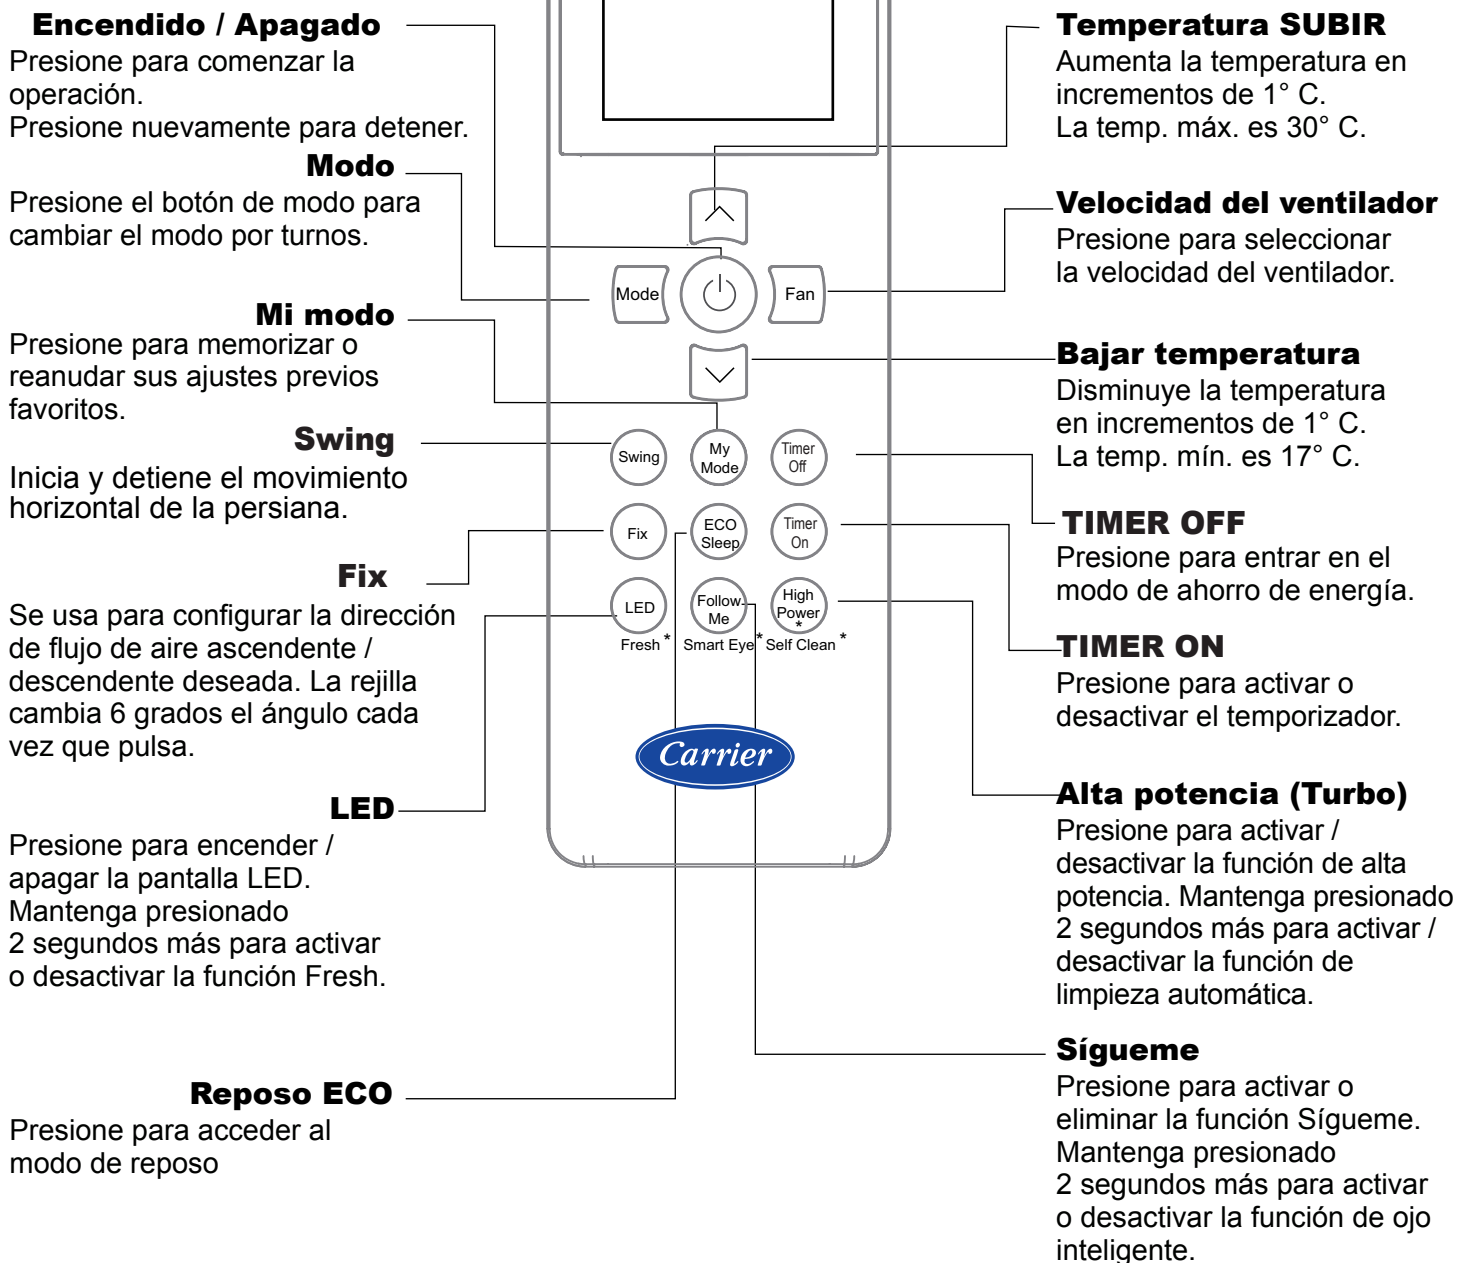 Encendido / Apagado
Presione para comenzar la
operación.
Presione nuevamente para detener.
Modo
Presione el botón de modo para
cambiar el modo por turnos.
Mi modo
Presione para memorizar o
reanudar sus ajustes previos
favoritos.
Swing
Inicia y detiene el movimiento
horizontal de la persiana.
Fix
Se usa para configurar la dirección
de flujo de aire ascendente /
descendente deseada. La rejilla
cambia 6 grados el ángulo cada
vez que pulsa.
LED
Presione para encender /
apagar la pantalla LED.
Mantenga presionado
2 segundos más para activar
o desactivar la función Fresh.
Reposo ECO
Presione para acceder al
modo de reposo
Mode
Fan
Swing
My
Mode
Timer
Off
Fix
ECO
Sleep
Timer
On
LED
Follow
Me
High
Power
*
Fresh *
Smart Eye *
Self Clean *
Carrier
Temperatura SUBIR
Aumenta la temperatura en
incrementos de 1° C.
La temp. máx. es 30° C.
Velocidad del ventilador
Presione para seleccionar
la velocidad del ventilador.
Bajar temperatura
Disminuye la temperatura
en incrementos de 1° C.
La temp. mín. es 17° C.
TIMER OFF
Presione para entrar en el
modo de ahorro de energía.
TIMER ON
Presione para activar o
desactivar el temporizador.
Alta potencia (Turbo)
Presione para activar /
desactivar la función de alta
potencia. Mantenga presionado
2 segundos más para activar /
desactivar la función de
limpieza automática.
Sígueme
Presione para activar o
eliminar la función Sígueme.
Mantenga presionado
2 segundos más para activar
o desactivar la función de ojo
inteligente.